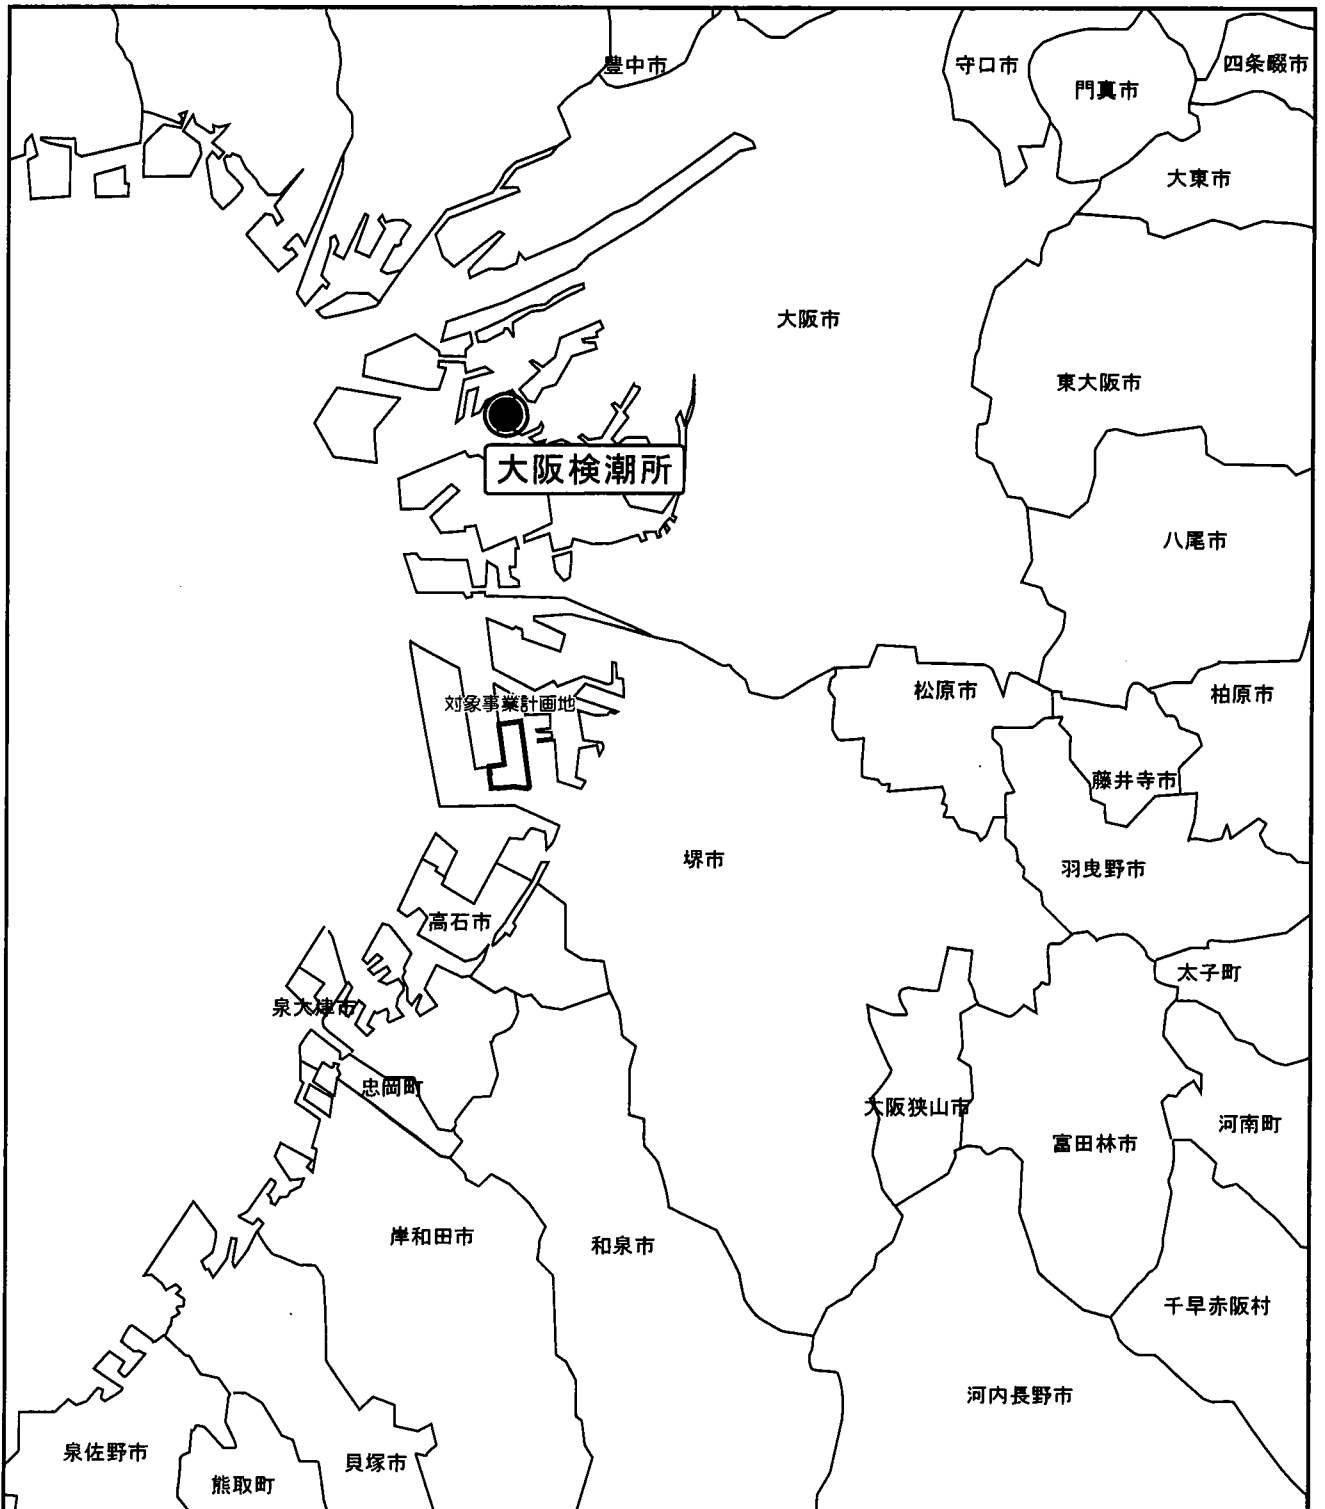 豊中市
守口市
四条畷市
門真市
大東市
大阪市
東大阪市
大阪検潮所
八尾市
松原市
柏原市
対象事業計画地
藤井寺市
堺市
羽曳野市
高石市
太子町
泉大津市
忠岡町
大阪狭山市
河南町
富田林市
岸和田市
和泉市
千早赤阪村
河内長野市
泉佐野市
貝塚市
熊取町